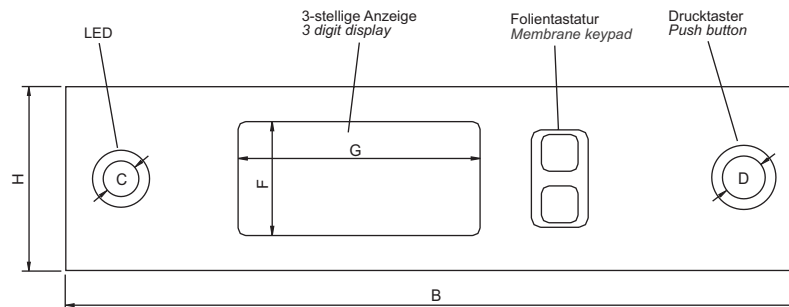 LED
3-stellige Anzeige
3 digit display
Folientastatur
Membrane keypad
Drucktaster
Push button
H
C
G
F
D
B